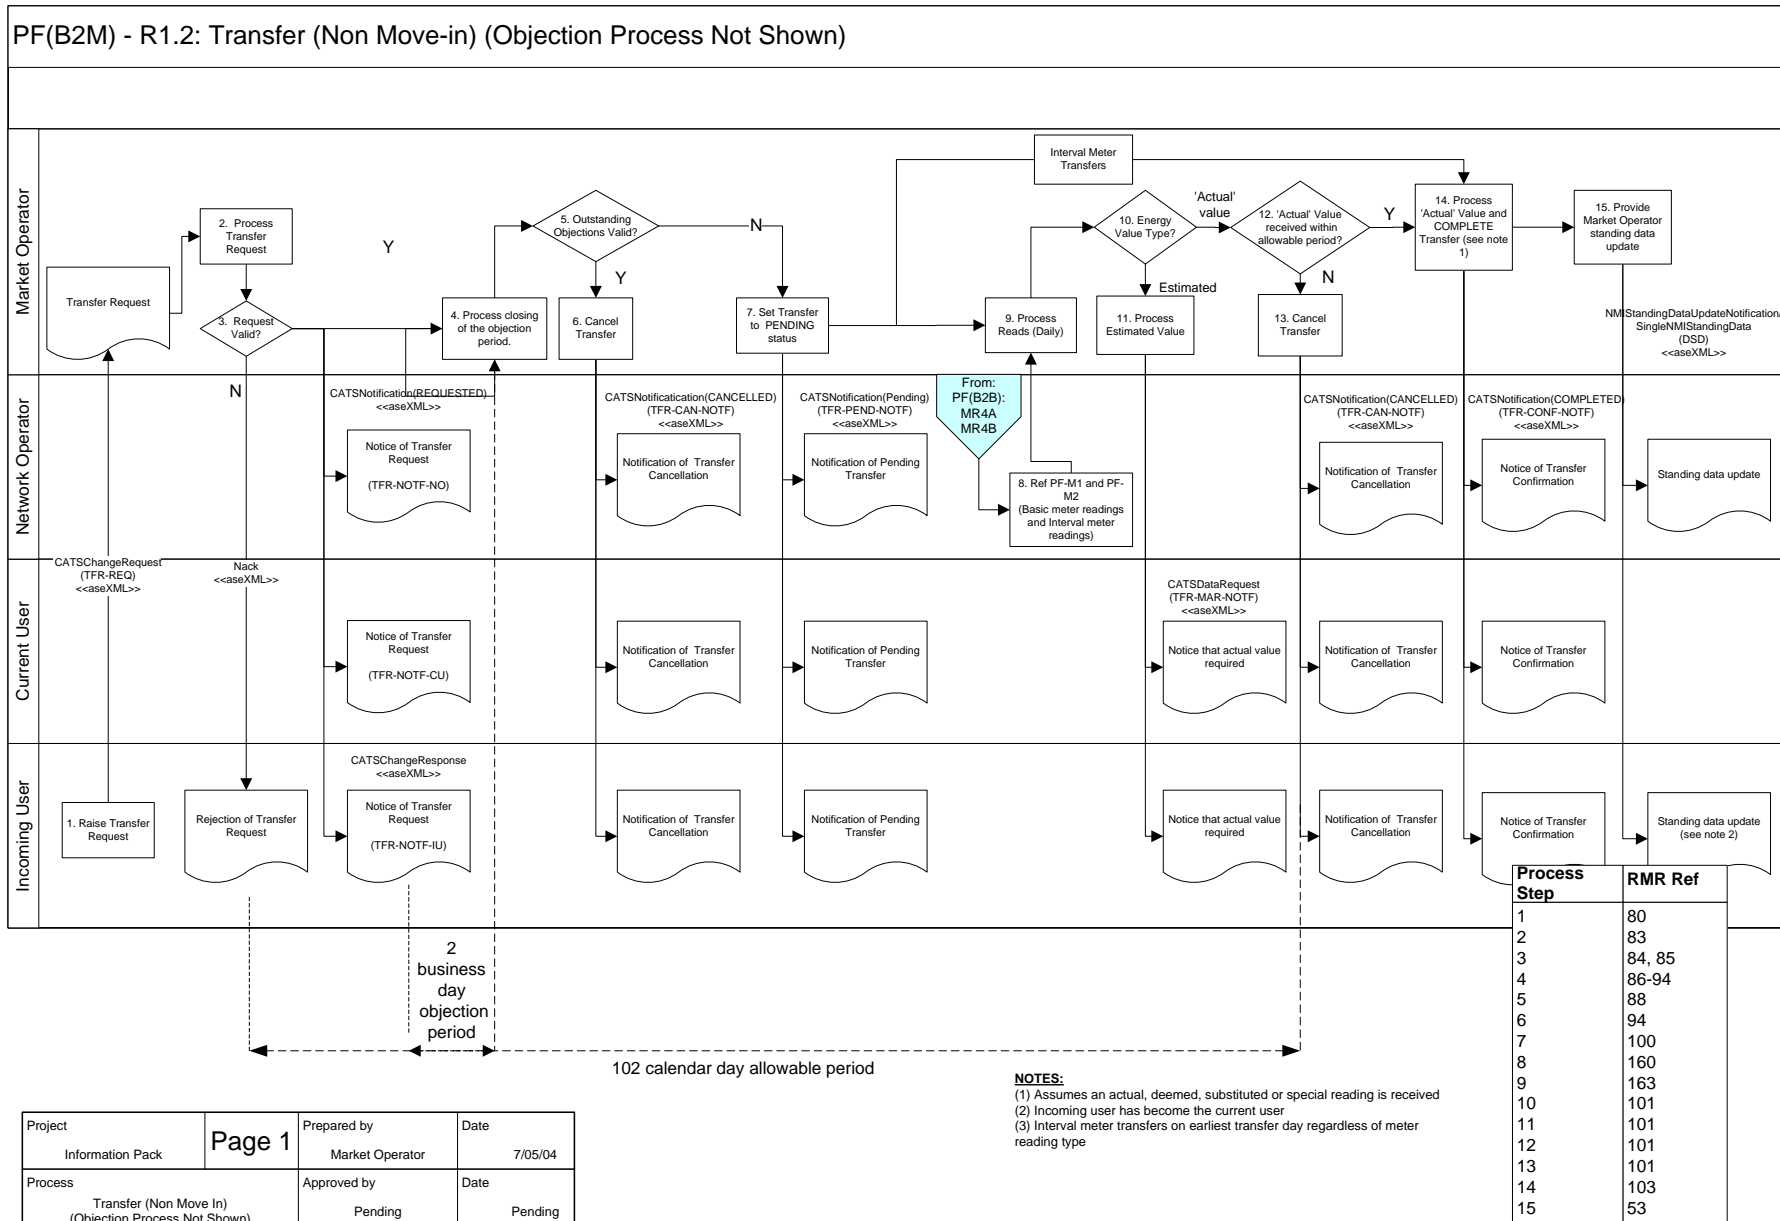 PF(B2M) - R1.2: Transfer (Non Move-in) (Objection Process Not Shown)
Market Operator
Transfer Request
2. Process
Transfer
Request
3. Request
Valid?
Y
N
4. Process closing
of the objection
period.
5. Outstanding
Objections Valid?
N
Y
6. Cancel
Transfer
7. Set Transfer
to PENDING
status
Interval Meter
Transfers
9. Process
Reads (Daily)
10. Energy
Value Type?
'Actual'
value
Estimated
11. Process
Estimated Value
12. 'Actual' Value
received within
allowable period?
Y
N
13. Cancel
Transfer
14. Process
'Actual' Value and
COMPLETE
Transfer (see note
1)
15. Provide
Market Operator
standing data
update
NMIStandingDataUpdateNotification/
SingleNMIStandingData
(DSD)
<<aseXML>>
Network Operator
CATSNotification(REQUESTED)
<<aseXML>>
Notice of Transfer
Request
(TFR-NOTF-NO)
CATSNotificatication(CANCELLED)
(TFR-CAN-NOTF)
<<aseXML>>
Notification of Transfer
Cancellation
CATSNotification(Pending)
(TFR-PEND-NOTF)
<<aseXML>>
Notification of Pending
Transfer
From:
PF(B2B):
MR4A
MR4B
8. Ref PF-M1 and PF-
M2
(Basic meter readings
and Interval meter
readings)
CATSNotification(CANCELLED)
(TFR-CAN-NOTF)
<<aseXML>>
Notification of Transfer
Cancellation
CATSNotification(COMPLETED)
(TFR-CONF-NOTF)
<<aseXML>>
Notice of Transfer
Confirmation
Standing data update
Current User
CATSChangeRequest
(TFR-REQ)
<<aseXML>>
Nack
<<aseXML>>
Notice of Transfer
Request
(TFR-NOTF-CU)
Notification of Transfer
Cancellation
Notification of Pending
Transfer
CATSDataRequest
(TFR-MAR-NOTF)
<<aseXML>>
Notice that actual value
required
Notification of Transfer
Cancellation
Notice of Transfer
Confirmation
Incoming User
1. Raise Transfer
Request
Rejection of Transfer
Request
CATSChangeResponse
<<aseXML>>
Notice of Transfer
Request
(TFR-NOTF-IU)
Notification of Transfer
Cancellation
Notification of Pending
Transfer
Notice that actual value
required
Notification of Transfer
Cancellation
Notice of Transfer
Confirmation
Standing data update
(see note 2)
2
business
day
objection
period
102 calendar day allowable period
NOTES:
(1) Assumes an actual, deemed, substituted or special reading is received
(2) Incoming user has become the current user
(3) Interval meter transfers on earliest transfer day regardless of meter
reading type
Process Step RMR Ref
1 80
2 83
3 84, 85
4 86-94
5 88
6 94
7 100
8 160
9 163
10 101
11 101
12 101
13 101
14 103
15 53
Project
Information Pack
Page 1
Prepared by
Market Operator
Date
7/05/04
Process
Transfer (Non Move In)
(Objection Process Not Shown)
Approved by
Pending
Date
Pending